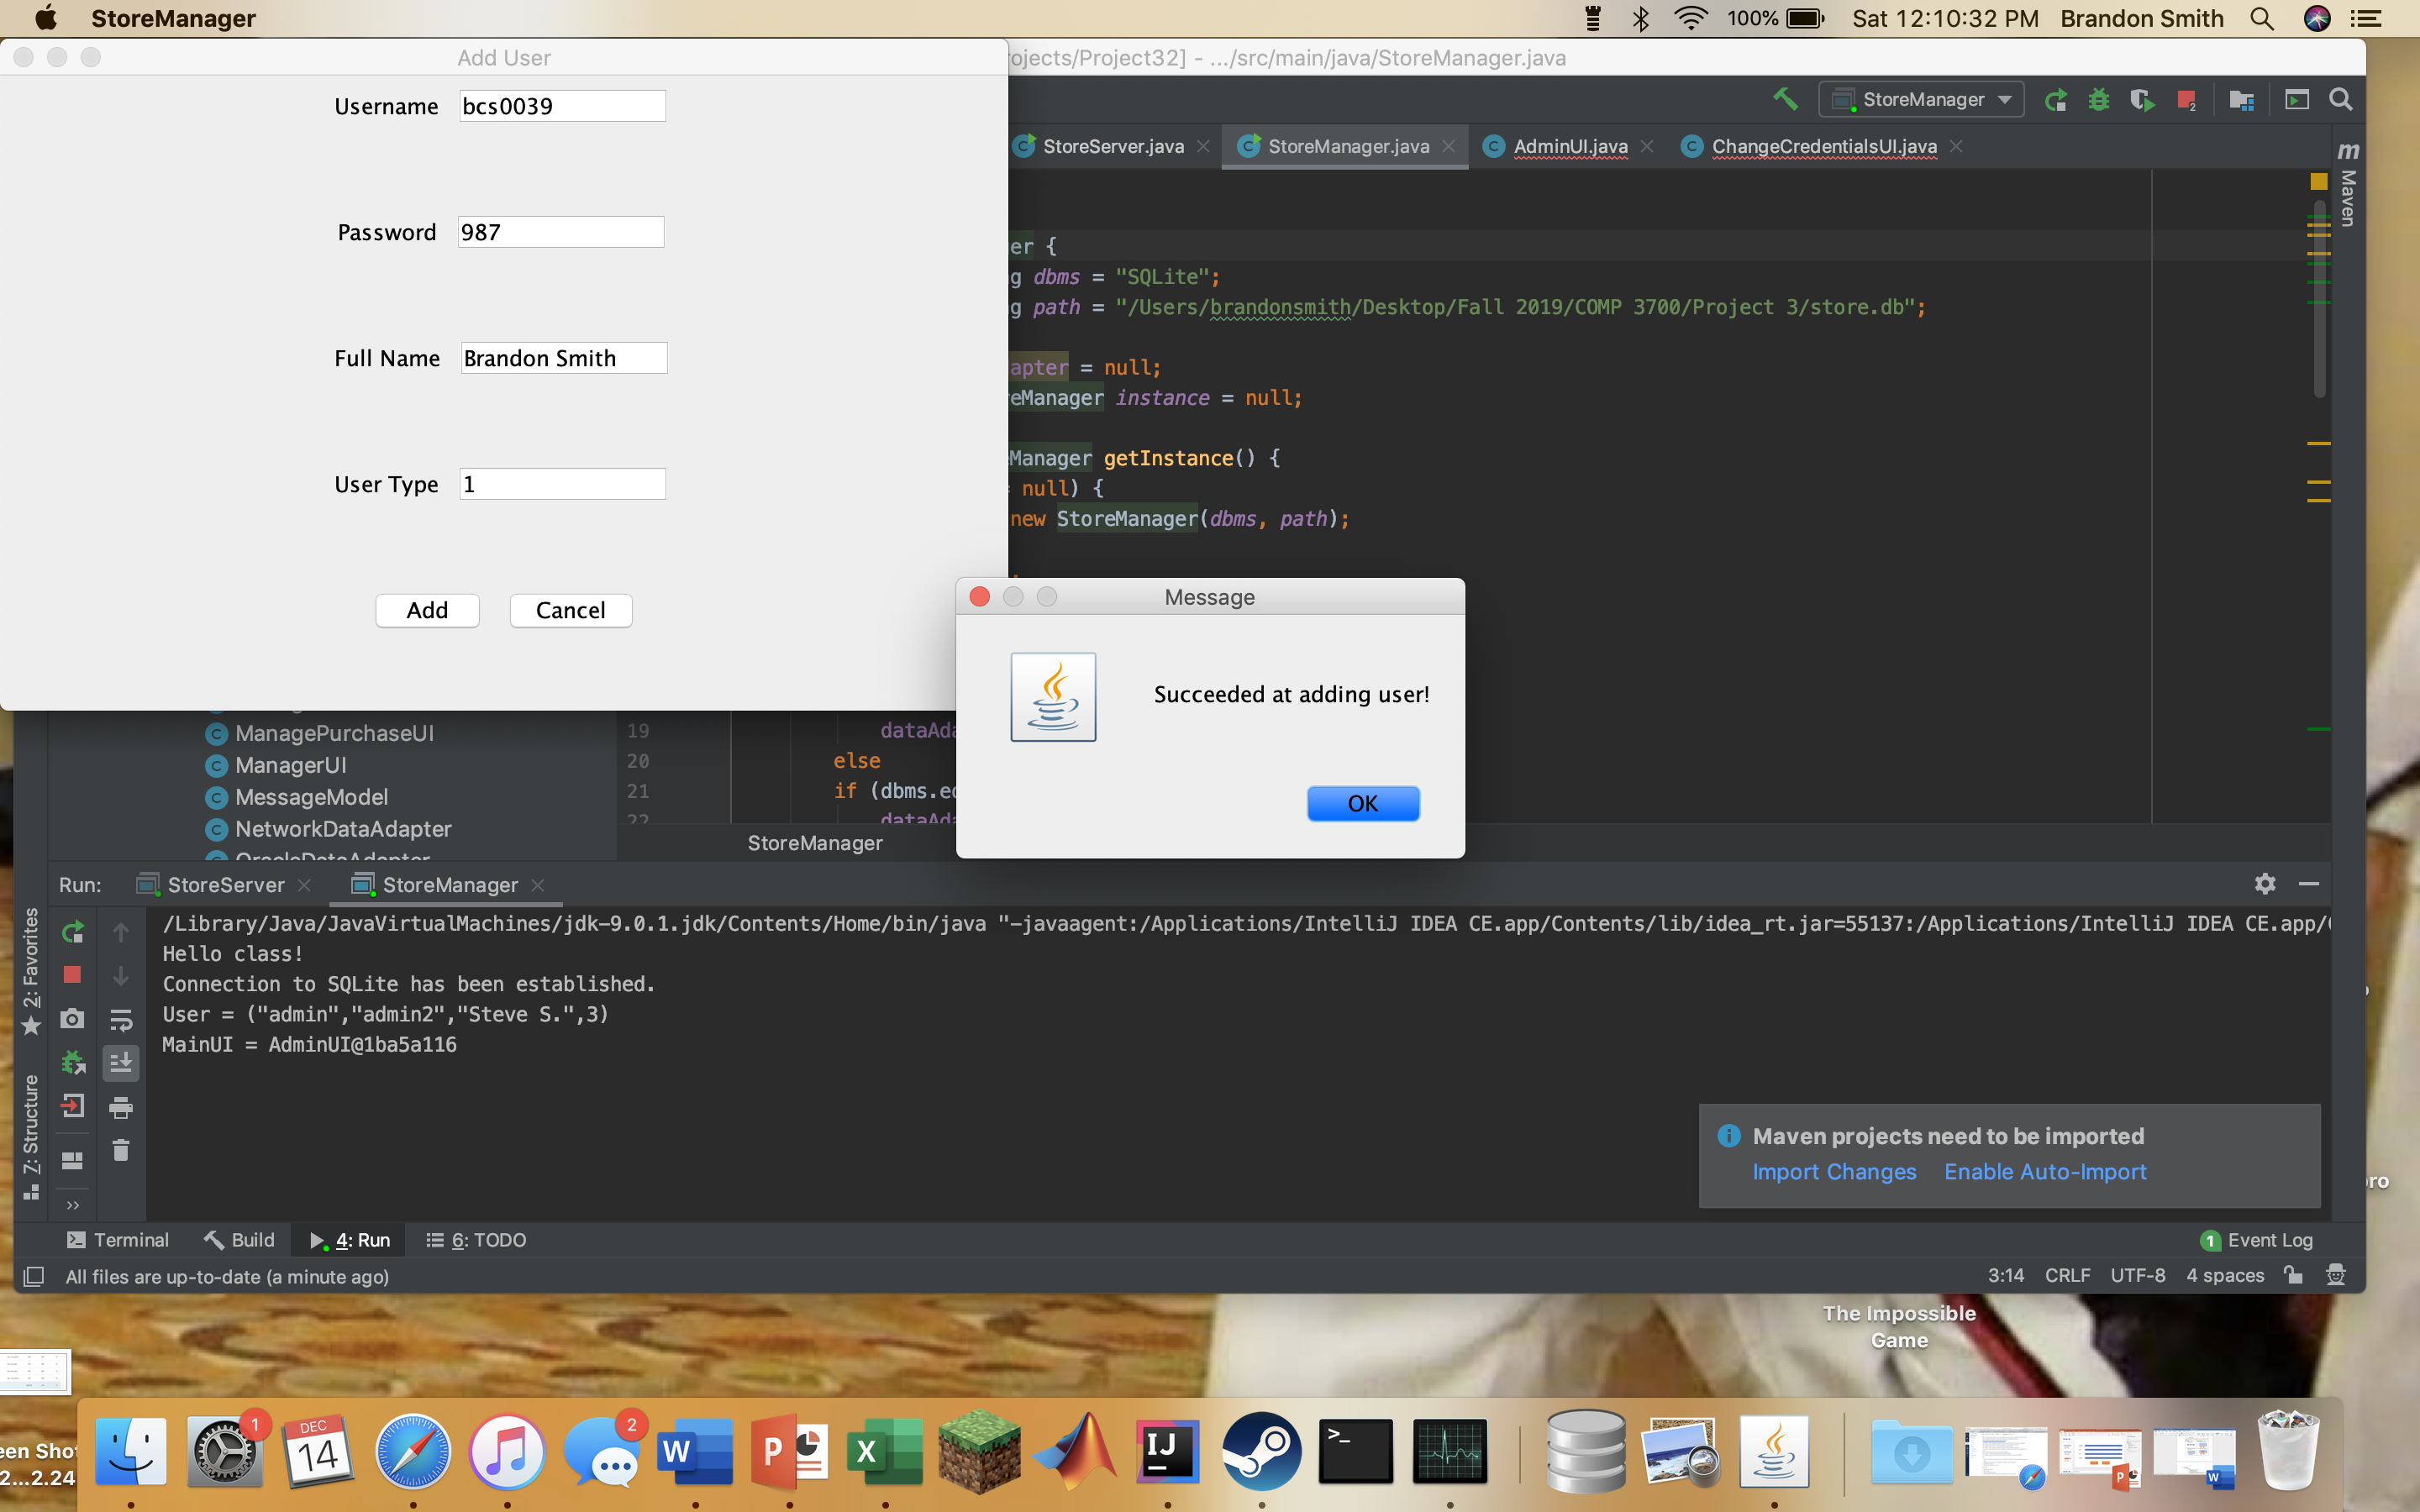 StoreManager
100%
Sat 12:10:32 PM Brandon Smith
Add User
ojects/Project32] - .../src/main/java/StoreManager.java
Username bcs0039
Password 987
Full Name Brandon Smith
User Type 1
Add Cancel
StoreManager
2
StoreServer.java StoreManager.java AdminUI.java ChangeCredentialsUI.java
m Maven
er {
g dbms = "SQLite";
g path = "/Users/brandonsmith/Desktop/Fall 2019/COMP 3700/Project 3/store.db";
apter = null;
eManager instance = null;
Manager getInstance() {
= null) {
new StoreManager(dbms, path);
Message
Succeeded at adding user!
OK
ManagePurchaseUI
ManagerUI
MessageModel
NetworkDataAdapter
OracleDataAdapter
19 dataAda
20 else
21 if (dbms.eq
22 dataAda
StoreManager
Run: StoreServer StoreManager
2: Favorites
7: Structure
/Library/Java/JavaVirtualMachines/jdk-9.0.1.jdk/Contents/Home/bin/java "-javaagent:/Applications/IntelliJ IDEA CE.app/Contents/lib/idea_rt.jar=55137:/Applications/IntelliJ IDEA CE.app/
Hello class!
Connection to SQLite has been established.
User = ("admin","admin2","Steve S.",3)
MainUI = AdminUI@1ba5a116
Maven projects need to be imported
Import Changes Enable Auto-Import
Terminal Build 4: Run 6: TODO
1 Event Log
All files are up-to-date (a minute ago)
3:14 CRLF UTF-8 4 spaces
ro
The Impossible
Game
een Shot
2...2.24
1
DEC
14
2
W
P
X
IJ
>_
P
W